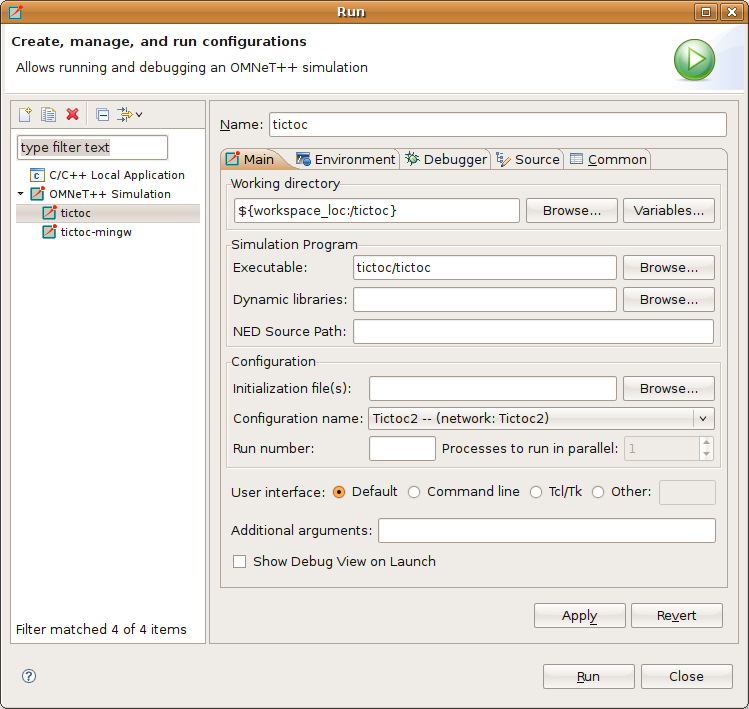 Run
Create, manage, and run configurations
Allows running and debugging an OMNeT++ simulation
type filter text
C/C++ Local Application
OMNeT++ Simulation
tictoc
tictoc-mingw
Filter matched 4 of 4 items
Name: tictoc
Main Environment Debugger Source Common
Working directory
${workspace_loc:/tictoc} Browse... Variables...
Simulation Program
Executable: tictoc/tictoc Browse...
Dynamic libraries: Browse...
NED Source Path:
Configuration
Initialization file(s): Browse...
Configuration name: Tictoc2 -- (network: Tictoc2)
Run number: Processes to run in parallel: 1
User interface: Default Command line Tcl/Tk Other:
Additional arguments:
Show Debug View on Launch
Apply Revert
Run Close